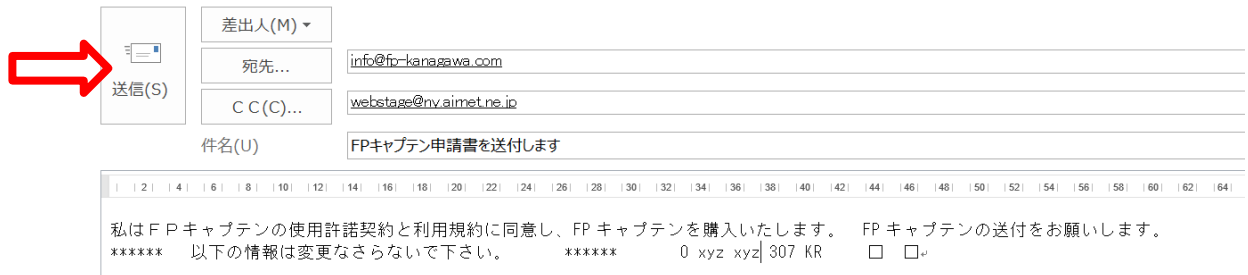 差出人(M)
宛先...
info@fp-kanagawa.com
送信(S)
ＣＣ(C)...
webstage@ny.airnet.ne.jp
件名(U)
FPキャプテン申請書を送付します
2 4 6 8 10 12 14 16 18 20 22 24 26 28 30 32 34 36 38 40 42 44 46 48 50 52 54 56 58 60 62 64
私はＦＰキャプテンの使用許諾契約と利用規約に同意し、FP キャプテンを購入いたします。 FP キャプテンの送付をお願いします。
****** 以下の情報は変更なさらないで下さい。 ****** 0 xyz xyz 307 KR □ □